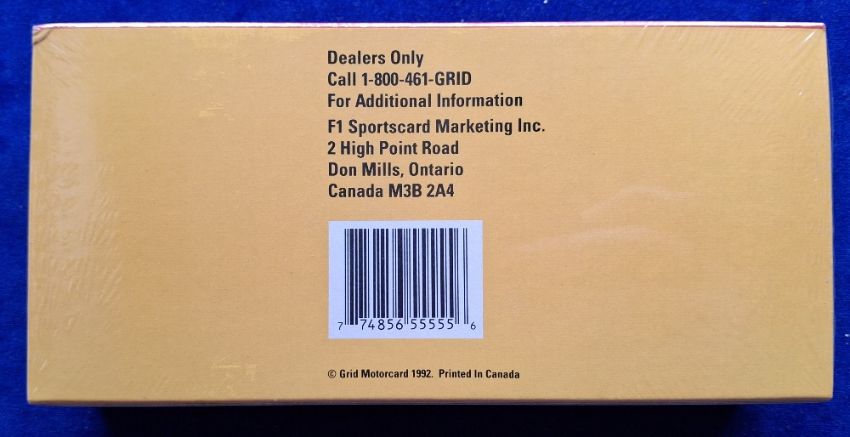 Dealers Only
Call 1-800-461-GRID
For Additional Information
F1 Sportscard Marketing Inc.
2 High Point Road
Don Mills, Ontario
Canada M3B 2A4
7 74856 55555 6
© Grid Motorcard 1992. Printed In Canada